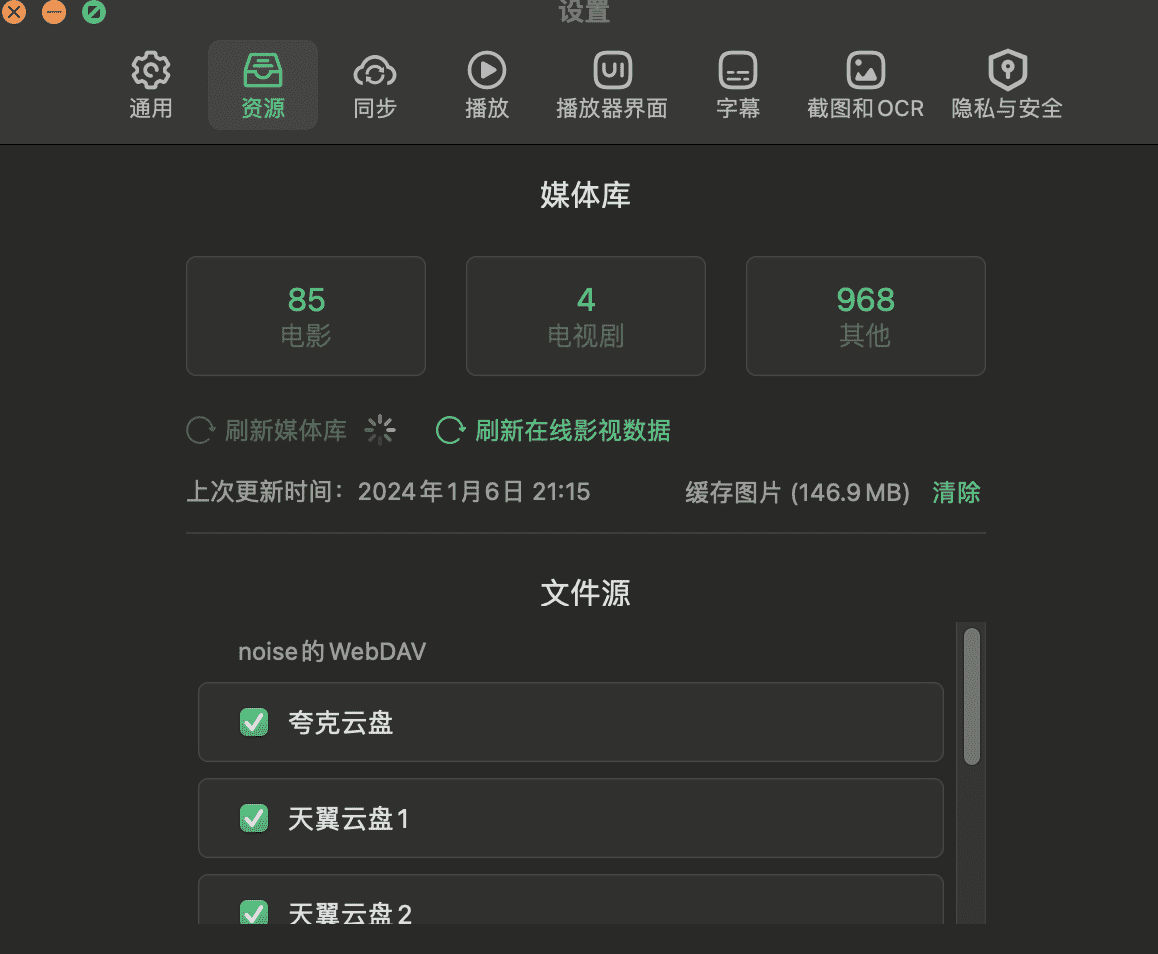 设置
通用 资源 同步 播放 播放器界面 字幕 截图和OCR 隐私与安全
媒体库
85 4 968
电影 电视剧 其他
刷新媒体库 刷新在线影视数据
上次更新时间：2024年1月6日 21:15 缓存图片 (146.9 MB) 清除
文件源
noise的WebDAV
夸克云盘
天翼云盘1
天翼云盘2